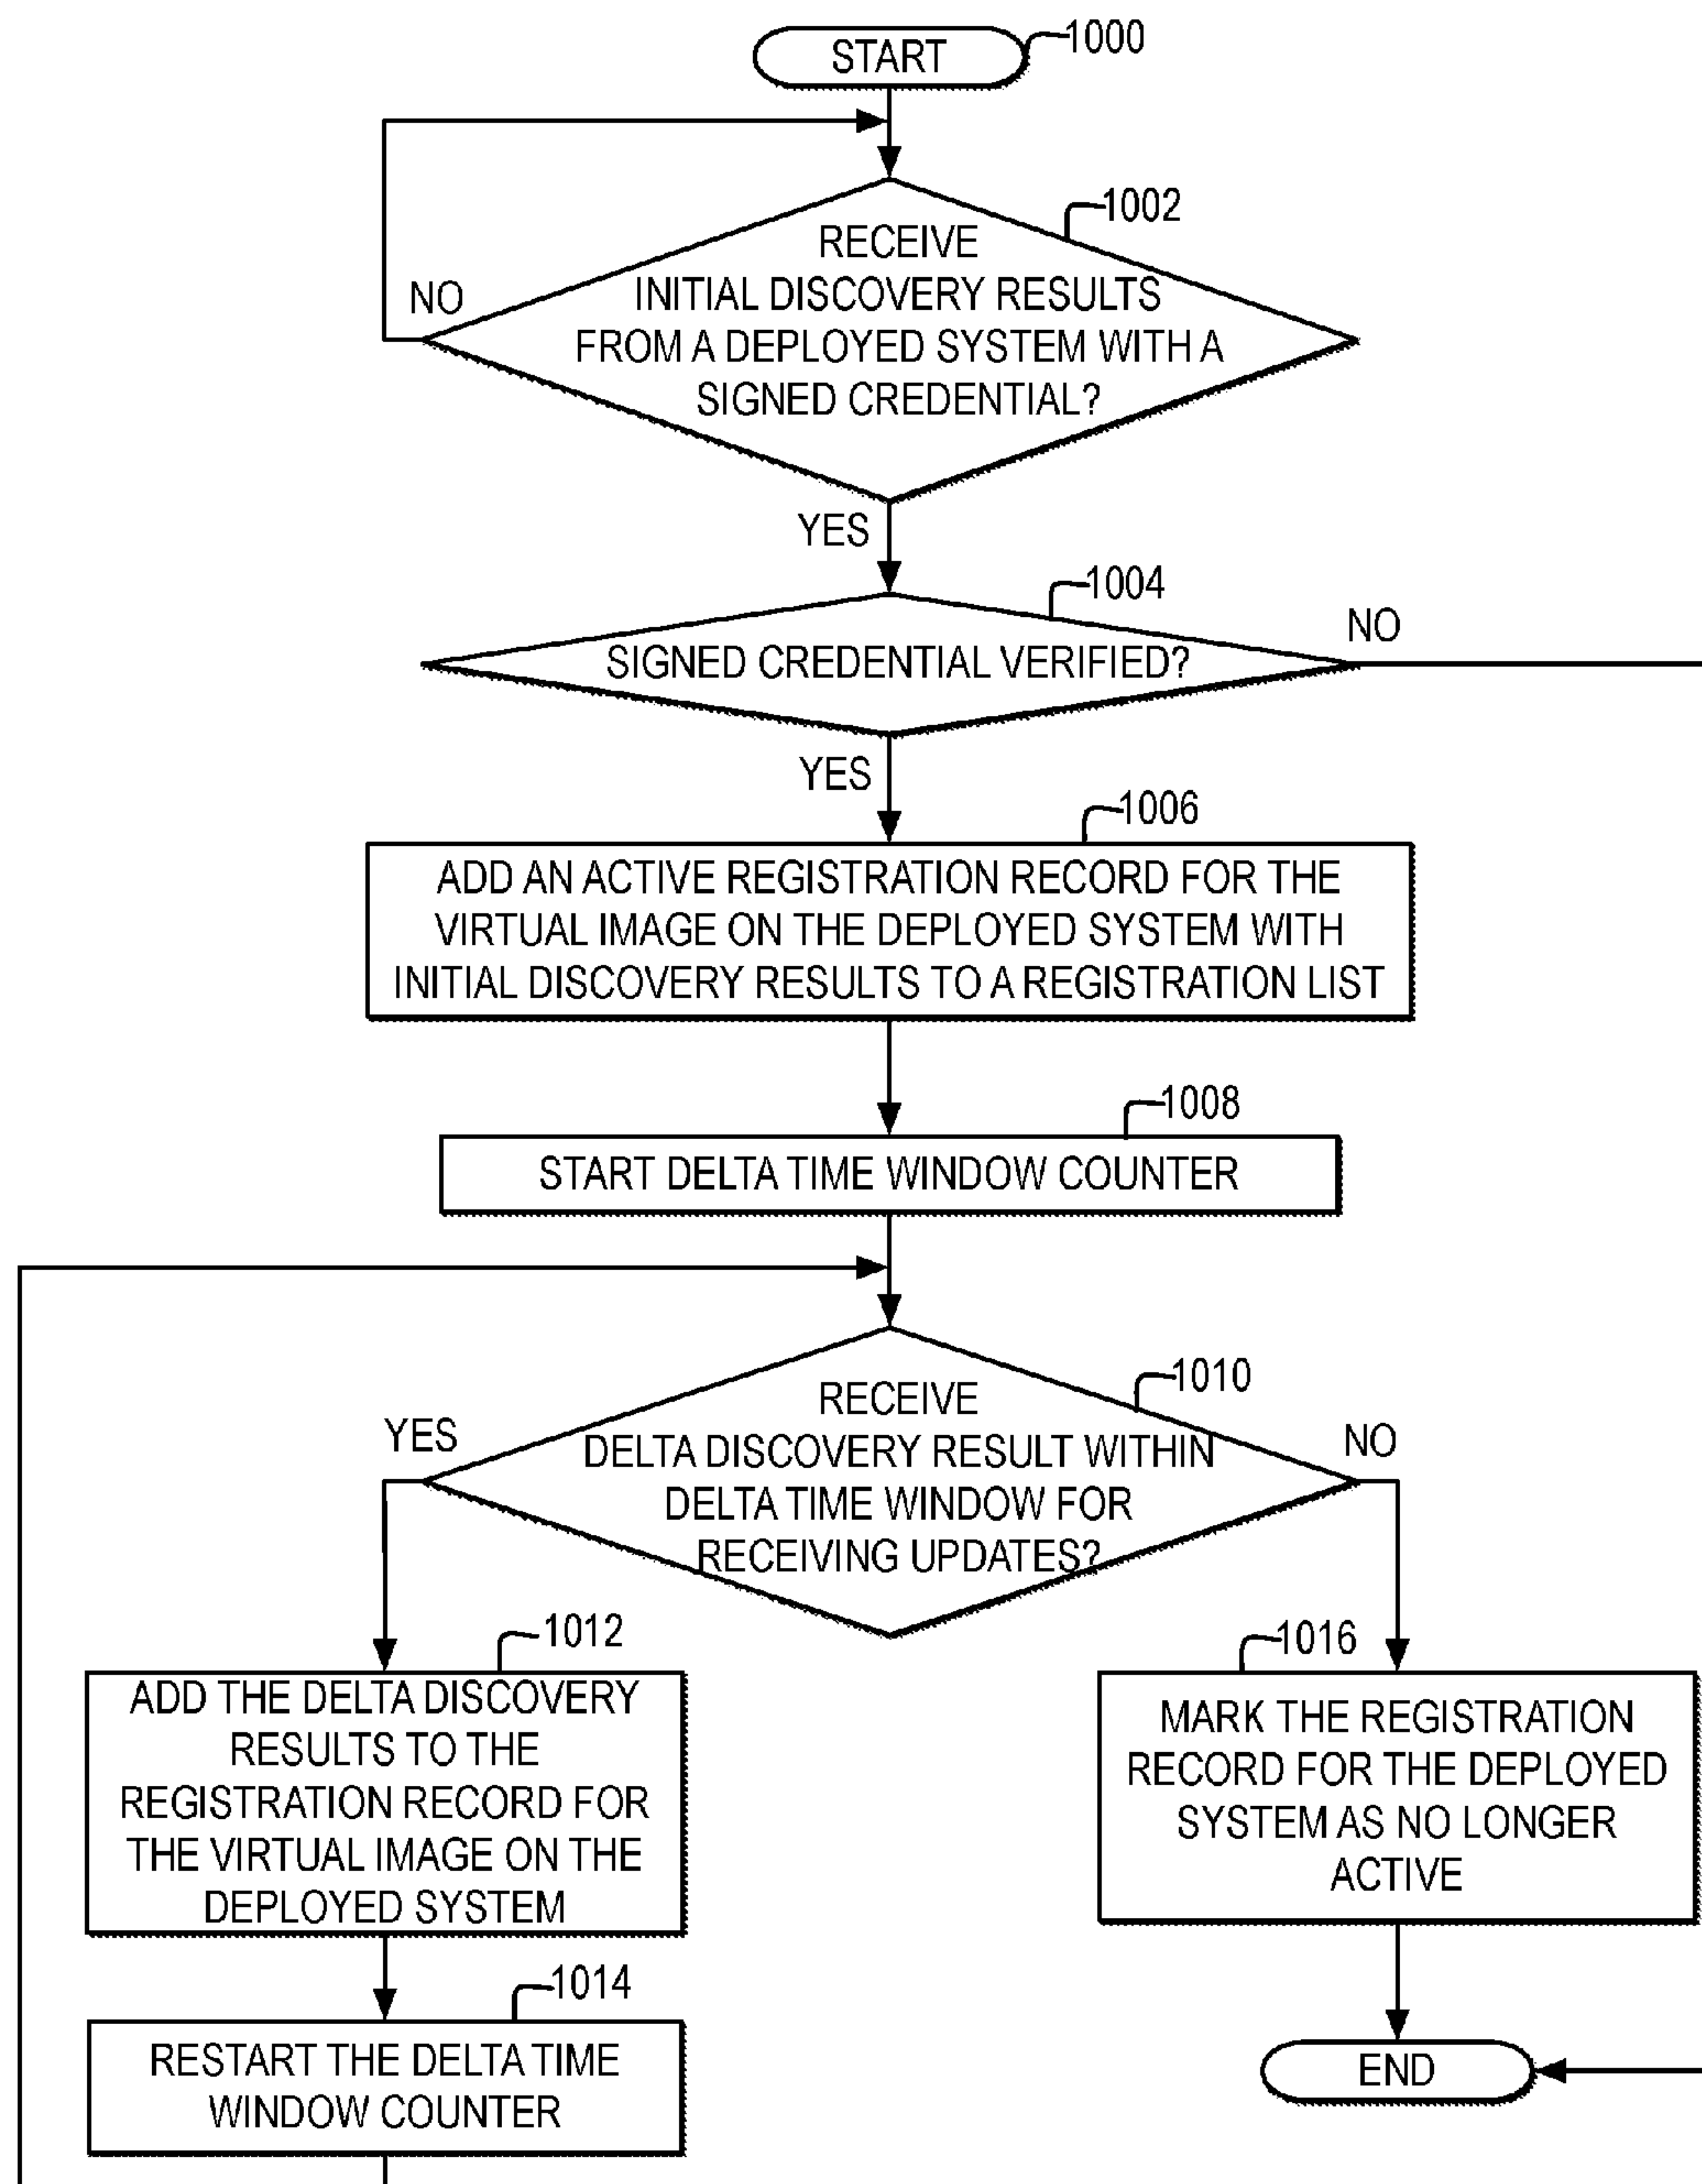 START
1000
1002
RECEIVE
INITIAL DISCOVERY RESULTS
FROM A DEPLOYED SYSTEM WITH A
SIGNED CREDENTIAL?
NO
YES
1004
SIGNED CREDENTIAL VERIFIED?
NO
YES
1006
ADD AN ACTIVE REGISTRATION RECORD FOR THE
VIRTUAL IMAGE ON THE DEPLOYED SYSTEM WITH
INITIAL DISCOVERY RESULTS TO A REGISTRATION LIST
1008
START DELTA TIME WINDOW COUNTER
1010
RECEIVE
DELTA DISCOVERY RESULT WITHIN
DELTA TIME WINDOW FOR
RECEIVING UPDATES?
YES
NO
1012
ADD THE DELTA DISCOVERY
RESULTS TO THE
REGISTRATION RECORD FOR
THE VIRTUAL IMAGE ON THE
DEPLOYED SYSTEM
1016
MARK THE REGISTRATION
RECORD FOR THE DEPLOYED
SYSTEM AS NO LONGER
ACTIVE
1014
RESTART THE DELTA TIME
WINDOW COUNTER
END